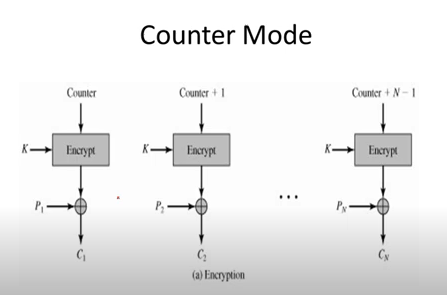 Counter Mode
Counter Counter + 1 Counter + N − 1
K Encrypt K Encrypt K Encrypt
P1 P2 ... PN
C1 C2 CN
(a) Encryption